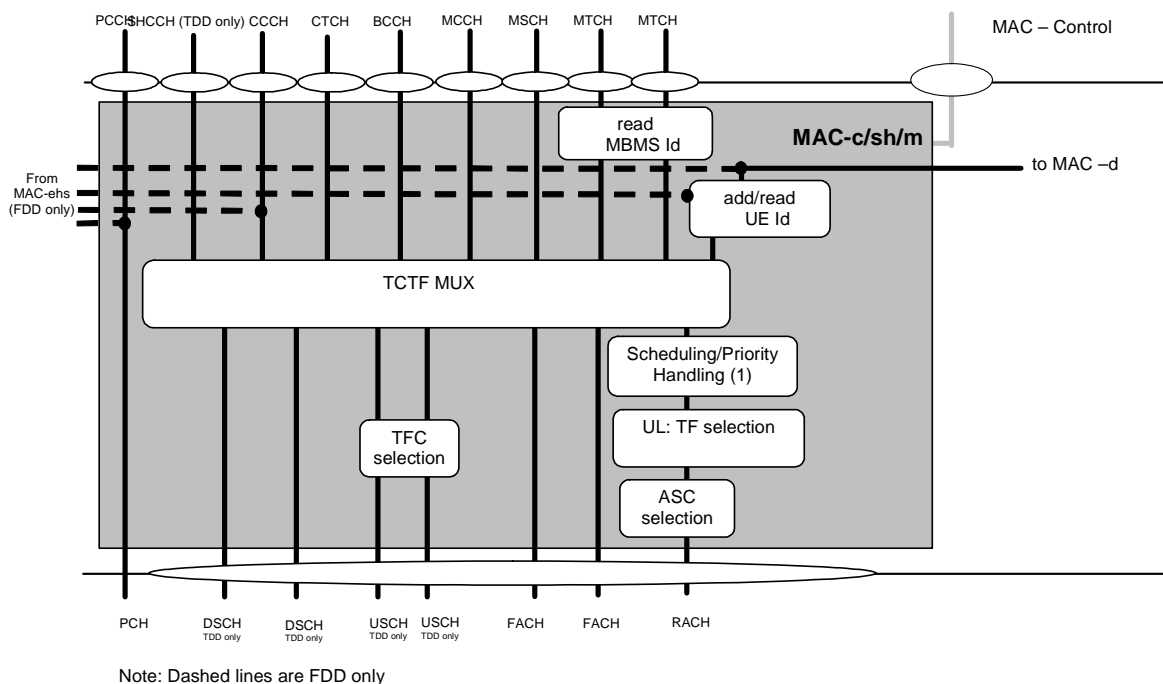 PCCH SHCCH (TDD only) CCCH CTCH BCCH MCCH MSCH MTCH MTCH
MAC – Control
read
MBMS Id
MAC-c/sh/m
From
MAC-ehs
(FDD only)
to MAC –d
add/read
UE Id
TCTF MUX
Scheduling/Priority
Handling (1)
UL: TF selection
TFC
selection
ASC
selection
PCH DSCH DSCH USCH USCH FACH FACH RACH
TDD only TDD only TDD only TDD only
Note: Dashed lines are FDD only